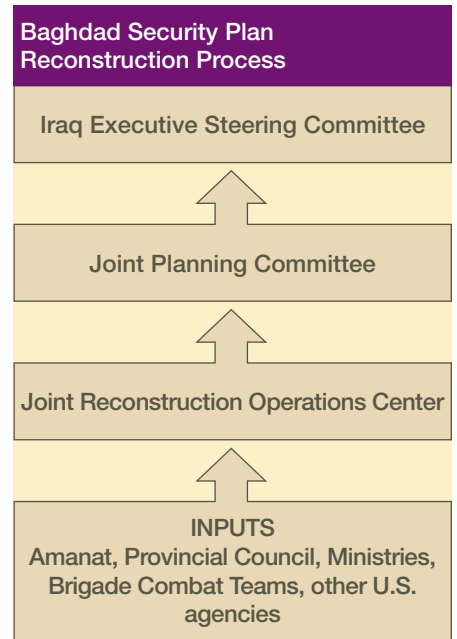 Baghdad Security Plan
Reconstruction Process
Iraq Executive Steering Committee
Joint Planning Committee
Joint Reconstruction Operations Center
INPUTS
Amanat, Provincial Council, Ministries,
Brigade Combat Teams, other U.S.
agencies